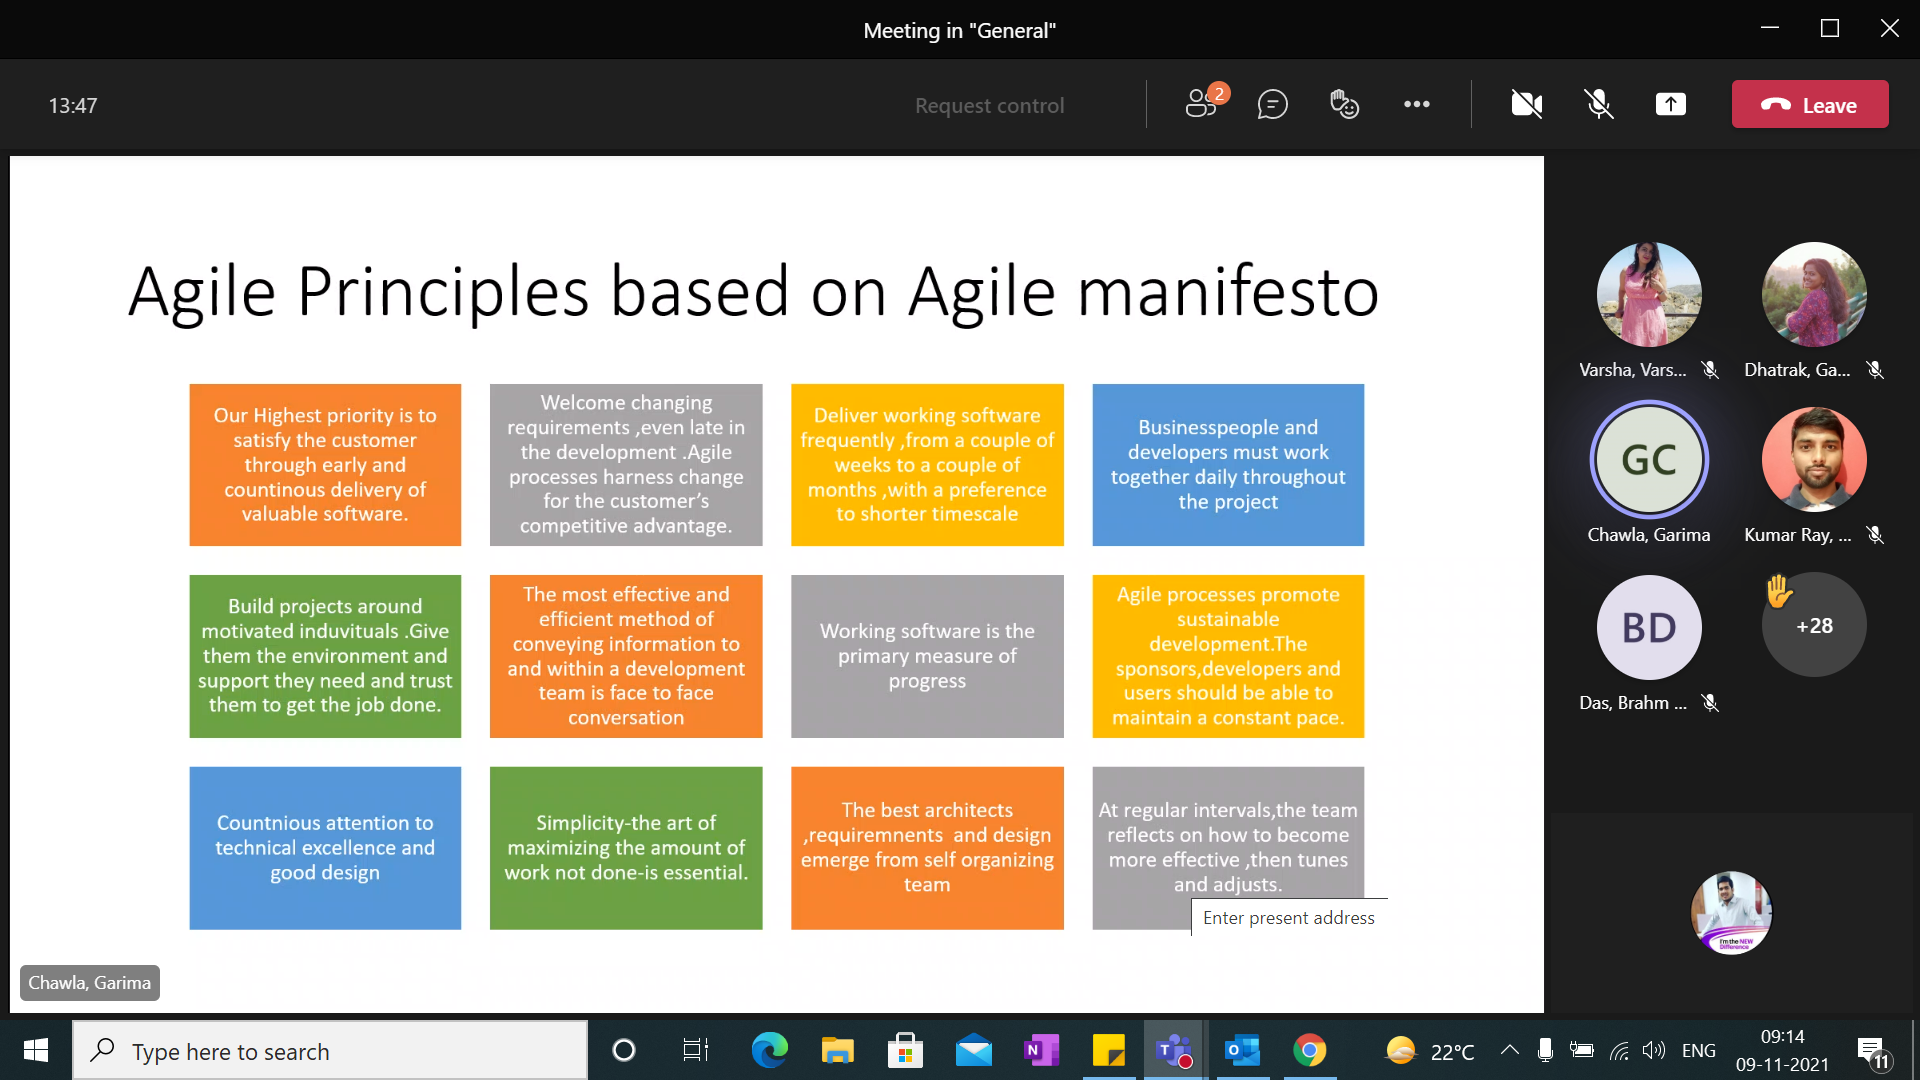 Meeting in "General"
13:47
Request control
2
Leave
Agile Principles based on Agile manifesto
Our Highest priority is to
satisfy the customer
through early and
countinous delivery of
valuable software.
Welcome changing
requirements ,even late in
the development .Agile
processes harness change
for the customer's
competitive advantage.
Deliver working software
frequently ,from a couple of
weeks to a couple of
months ,with a preference
to shorter timescale
Businesspeople and
developers must work
together daily throughout
the project
Build projects around
motivated induvituals .Give
them the environment and
support they need and trust
them to get the job done.
The most effective and
efficient method of
conveying information to
and within a development
team is face to face
conversation
Working software is the
primary measure of
progress
Agile processes promote
sustainable
development.The
sponsors,developers and
users should be able to
maintain a constant pace.
Countnious attention to
technical excellence and
good design
Simplicity-the art of
maximizing the amount of
work not done-is essential.
The best architects
,requiremnents and design
emerge from self organizing
team
At regular intervals,the team
reflects on how to become
more effective ,then tunes
and adjusts.
Enter present address
Chawla, Garima
Varsha, Vars...
Dhatrak, Ga...
GC
Chawla, Garima
Kumar Ray, ...
BD
Das, Brahm ...
+28
I'm the NEW
Difference
Type here to search
N
T
O
22°C
ENG
09:14
09-11-2021
11